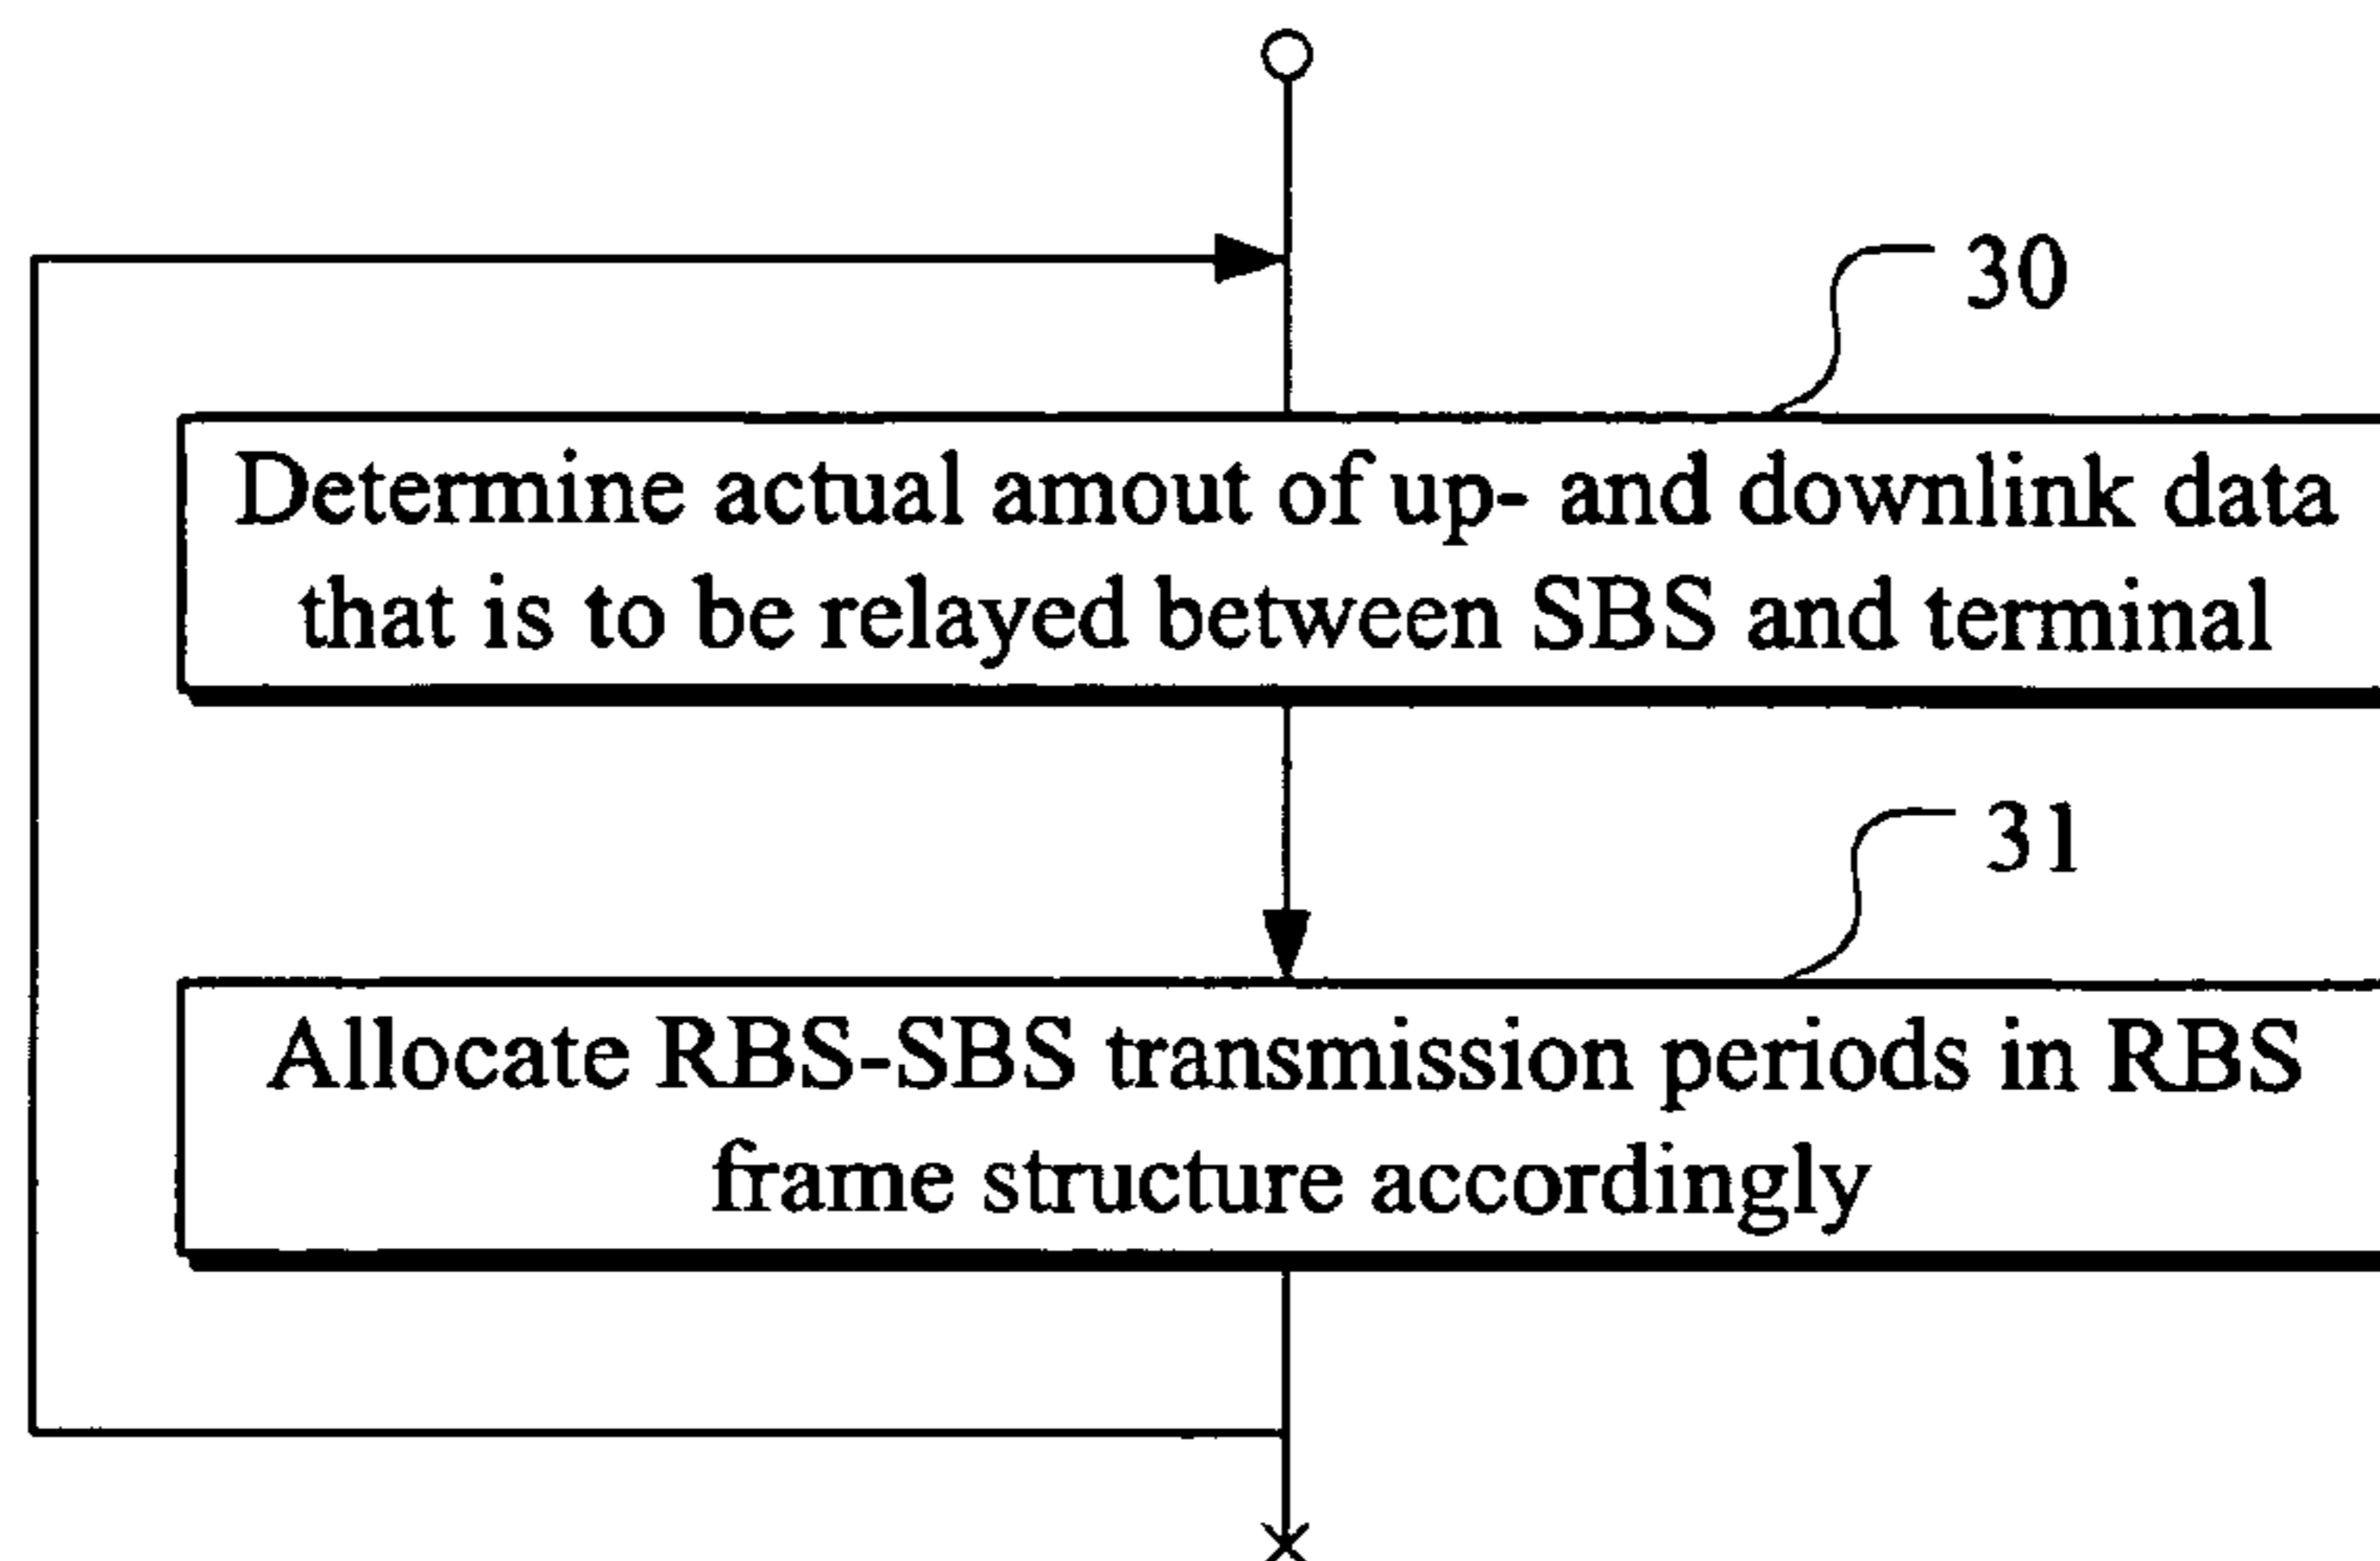 30
Determine actual amout of up- and downlink data
that is to be relayed between SBS and terminal
31
Allocate RBS-SBS transmission periods in RBS
frame structure accordingly